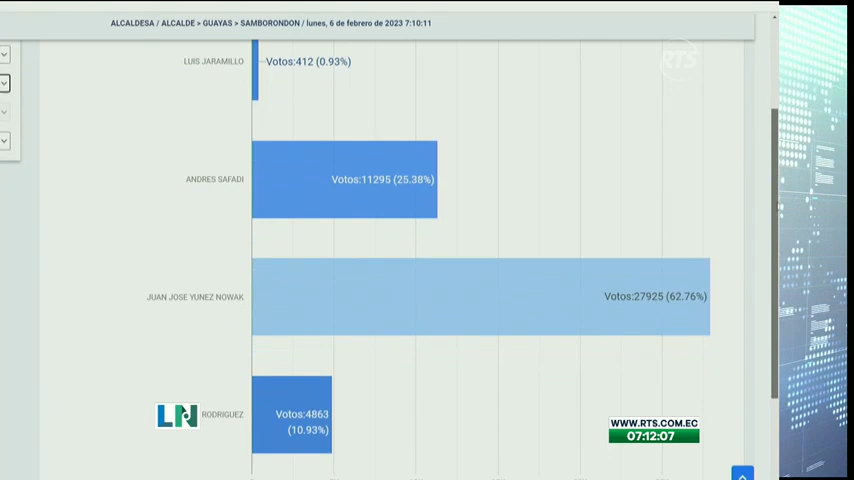 ALCALDESA / ALCALDE > GUAYAS > SAMBORONDON / lunes, 6 de febrero de 2023 7:10:11
LUIS JARAMILLO
Votos:412 (0.93%)
RTS
ANDRES SAFADI
Votos:11295 (25.38%)
JUAN JOSE YUNEZ NOWAK
Votos:27925 (62.76%)
LN
RODRIGUEZ
Votos:4863
(10.93%)
WWW.RTS.COM.EC
07:12:07